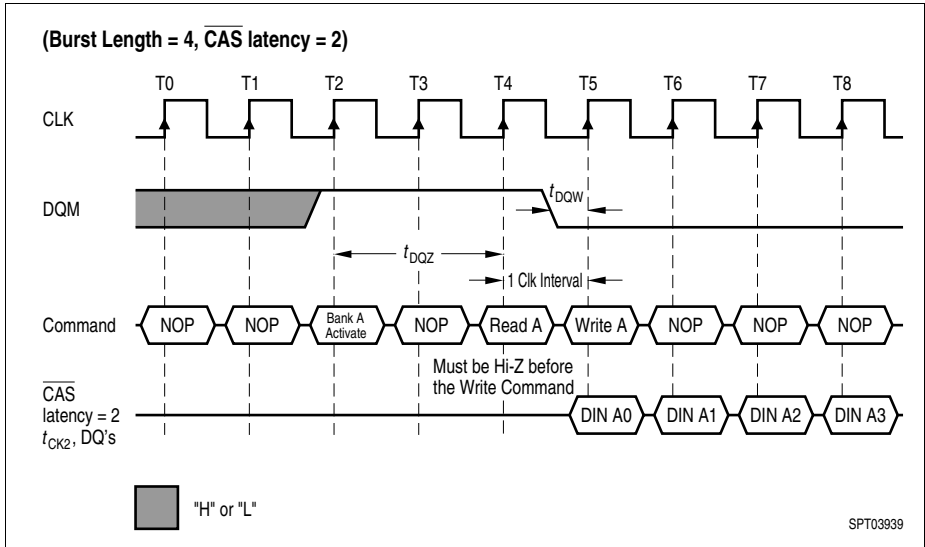 (Burst Length = 4, CAS latency = 2)
T0 T1 T2 T3 T4 T5 T6 T7 T8
CLK
DQM
tDQW
tDQZ
1 Clk Interval
Command NOP NOP Bank A Activate NOP Read A Write A NOP NOP NOP
Must be Hi-Z before
the Write Command
CAS
latency = 2
tCK2, DQ's
DIN A0 DIN A1 DIN A2 DIN A3
"H" or "L"
SPT03939